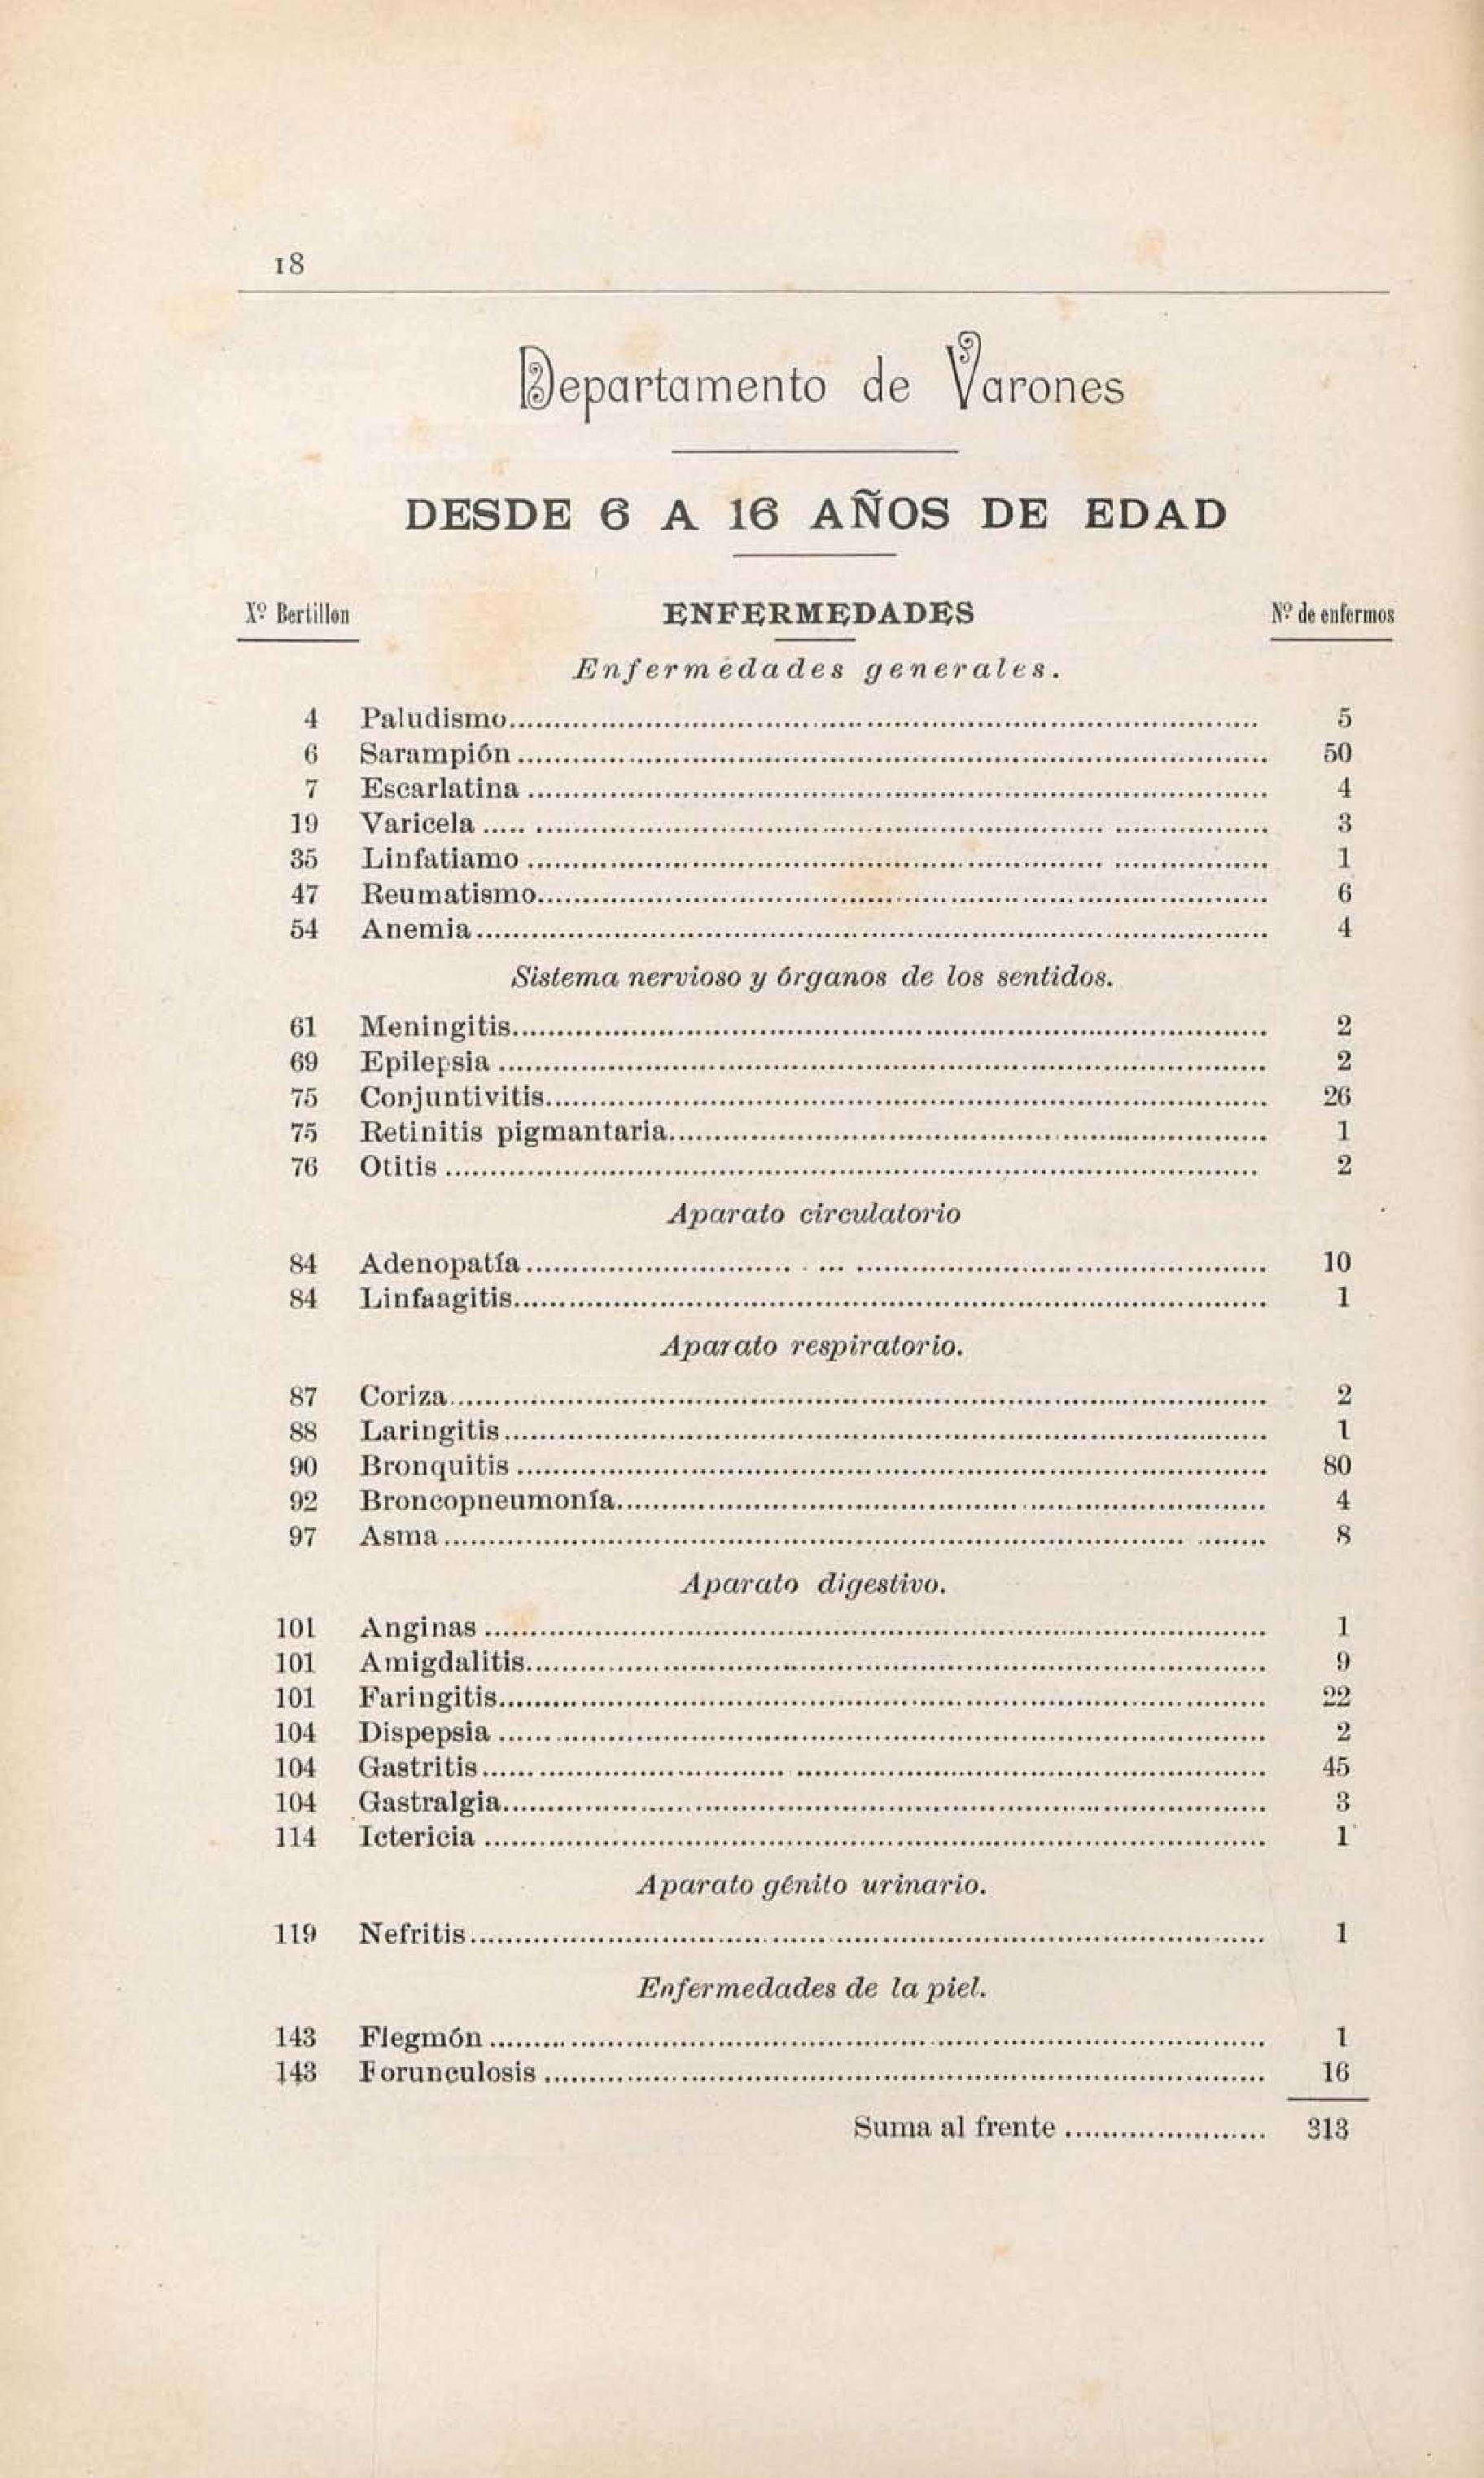 18
Departamento de Varones
DESDE 6 A 16 AÑOS DE EDAD
Nº Bertillon ENFERMEDADES Nº de enfermos
Enfermedades generales.
4 Paludismo 5
6 Sarampión 50
7 Escarlatina 4
19 Varicela 3
35 Linfatiamo 1
47 Reumatismo 6
54 Anemia 4
Sistema nervioso y órganos de los sentidos.
61 Meningitis 2
69 Epilepsia 2
75 Conjuntivitis 26
75 Retinitis pigmantaria 1
76 Otitis 2
Aparato circulatorio
84 Adenopatía 10
84 Linfaagitis 1
Aparato respiratorio.
87 Coriza 2
88 Laringitis 1
90 Bronquitis 80
92 Broncopneumonía 4
97 Asma 8
Aparato digestivo.
101 Anginas 1
101 Amigdalitis 9
101 Faringitis 22
104 Dispepsia 2
104 Gastritis 45
104 Gastralgia 3
114 Ictericia 1
Aparato génito urinario.
119 Nefritis 1
Enfermedades de la piel.
143 Flegmón 1
143 Forunculosis 16
Suma al frente 313